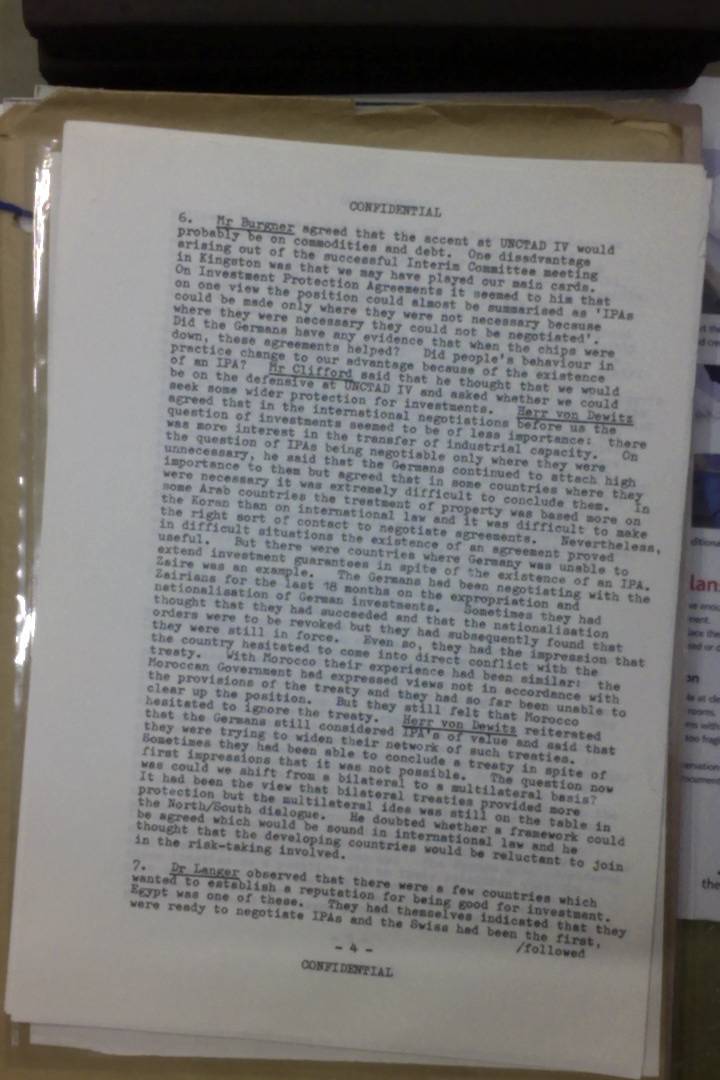 CONFIDENTIAL
6. Mr Burgner agreed that the accent at UNCTAD IV would
probably be on commodities and debt. One disadvantage
arising out of the successful Interim Committee meeting
in Kingston was that we may have played our main cards.
On Investment Protection Agreements it seemed to him that
on one view the position could almost be summarised as 'IPAs
could be made only where they were not necessary because
where they were necessary they could not be negotiated'.
Did the Germans have any evidence that when the chips were
down, these agreements helped? Did people's behaviour in
practice change to our advantage because of the existence
of an IPA? Mr Clifford said that he thought that we would
be on the defensive at UNCTAD IV and asked whether we could
seek some wider protection for investments. Herr von Dewitz
agreed that in the international negotiations before us the
question of investments seemed to be of less importance: there
was more interest in the transfer of industrial capacity. On
the question of IPAs being negotiable only where they were
unnecessary, he said that the Germans continued to attach high
importance to them but agreed that in some countries where they
were necessary it was extremely difficult to conclude them. In
some Arab countries the treatment of property was based more on
the Koran than on international law and it was difficult to make
the right sort of contact to negotiate agreements. Nevertheless,
in difficult situations the existence of an agreement proved
useful. But there were countries where Germany was unable to
extend investment guarantees in spite of the existence of an IPA.
Zaire was an example. The Germans had been negotiating with the
Zairians for the last 18 months on the expropriation and
nationalisation of German investments. Sometimes they had
thought that they had succeeded and that the nationalisation
orders were to be revoked but they had subsequently found that
they were still in force. Even so, they had the impression that
the country hesitated to come into direct conflict with the
treaty. With Morocco their experience had been similar: the
Moroccan Government had expressed views not in accordance with
the provisions of the treaty and they had so far been unable to
clear up the position. But they still felt that Morocco
hesitated to ignore the treaty. Herr von Dewitz reiterated
that the Germans still considered IPA's of value and said that
they were trying to widen their network of such treaties.
Sometimes they had been able to conclude a treaty in spite of
first impressions that it was not possible. The question now
was could we shift from a bilateral to a multilateral basis?
It had been the view that bilateral treaties provided more
protection but the multilateral idea was still on the table in
the North/South dialogue. He doubted whether a framework could
be agreed which would be sound in international law and he
thought that the developing countries would be reluctant to join
in the risk-taking involved.
7. Dr Langer observed that there were a few countries which
wanted to establish a reputation for being good for investment.
Egypt was one of these. They had themselves indicated that they
were ready to negotiate IPAs and the Swiss had been the first,
/followed
- 4 -
CONFIDENTIAL